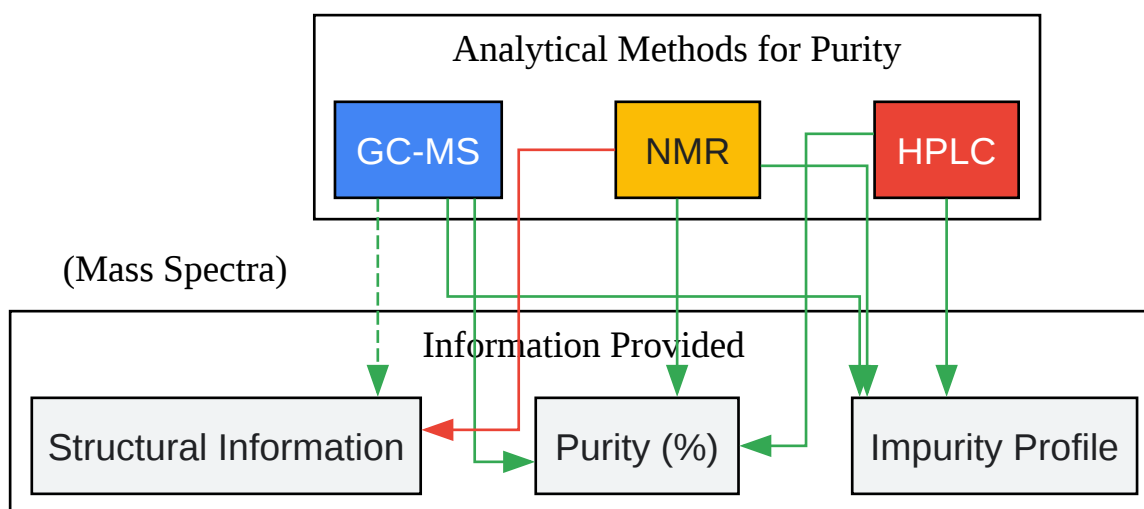 Analytical Methods for Purity
GC-MS
NMR
HPLC
(Mass Spectra)
Information Provided
Structural Information
Purity (%)
Impurity Profile